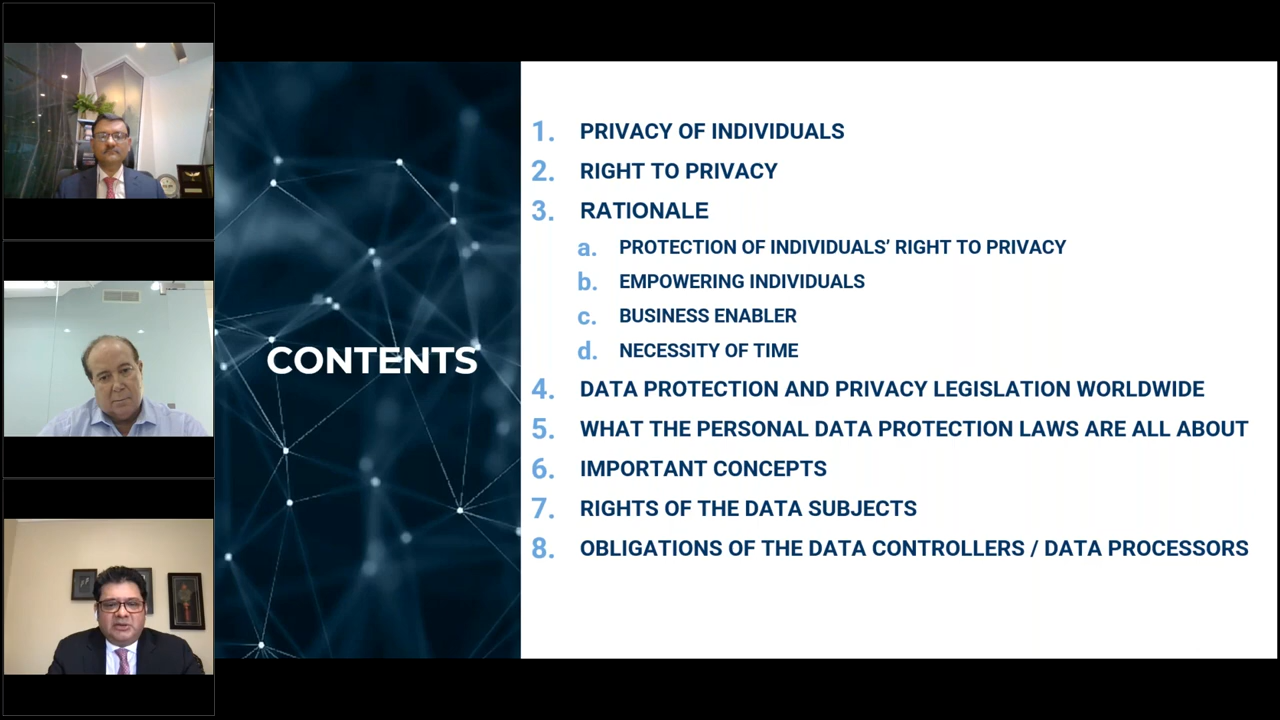 CONTENTS
1. PRIVACY OF INDIVIDUALS
2. RIGHT TO PRIVACY
3. RATIONALE
a. PROTECTION OF INDIVIDUALS’ RIGHT TO PRIVACY
b. EMPOWERING INDIVIDUALS
c. BUSINESS ENABLER
d. NECESSITY OF TIME
4. DATA PROTECTION AND PRIVACY LEGISLATION WORLDWIDE
5. WHAT THE PERSONAL DATA PROTECTION LAWS ARE ALL ABOUT
6. IMPORTANT CONCEPTS
7. RIGHTS OF THE DATA SUBJECTS
8. OBLIGATIONS OF THE DATA CONTROLLERS / DATA PROCESSORS